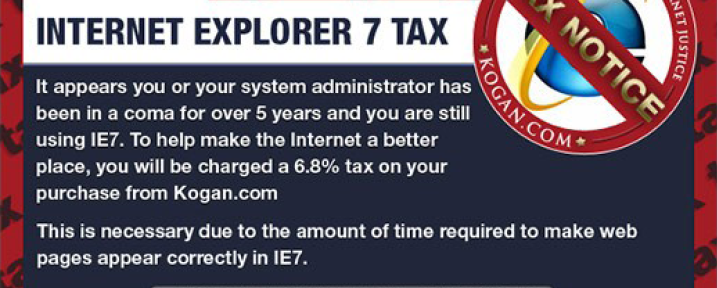 INTERNET EXPLORER 7 TAX
It appears you or your system administrator has
been in a coma for over 5 years and you are still
using IE7. To help make the Internet a better
place, you will be charged a 6.8% tax on your
purchase from Kogan.com
This is necessary due to the amount of time required to make web
pages appear correctly in IE7.
AX NOTICE
KOGAN.COM
NET JUSTICE